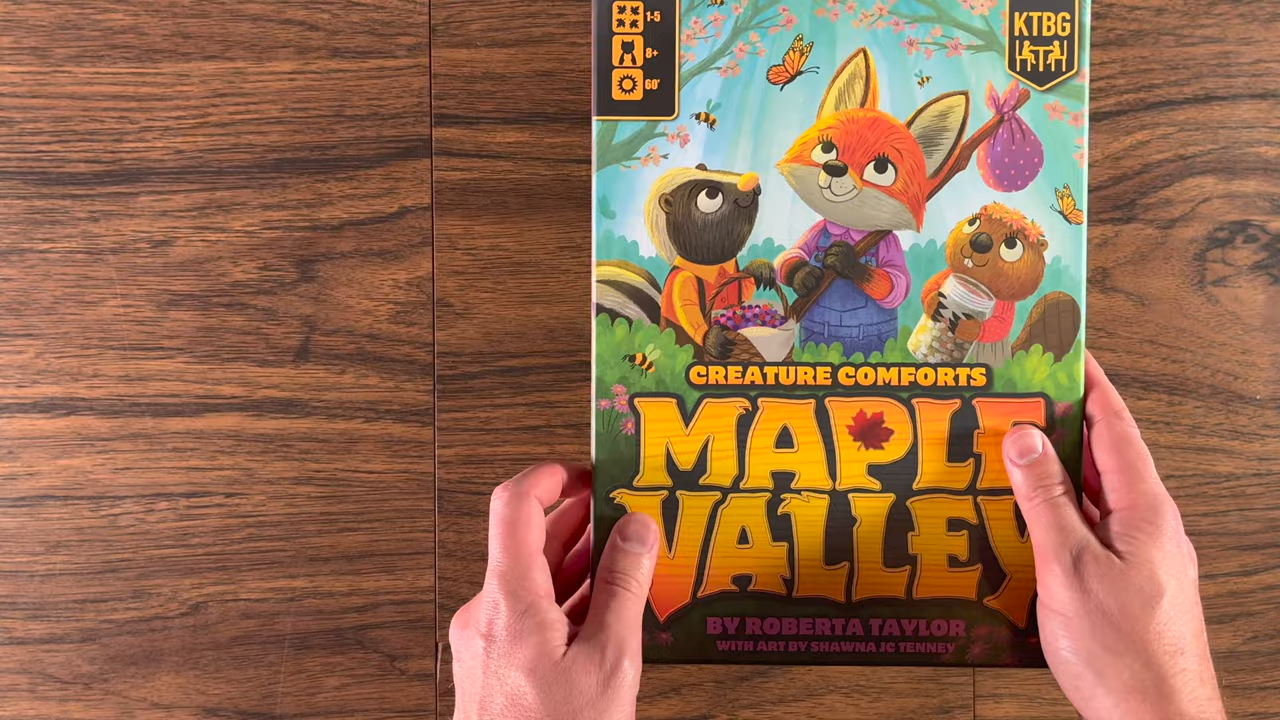 1-5
8+
60'
KTBG
CREATURE COMFORTS
MAPLE
VALLEY
BY ROBERTA TAYLOR
WITH ART BY SHAWNA JC TENNEY